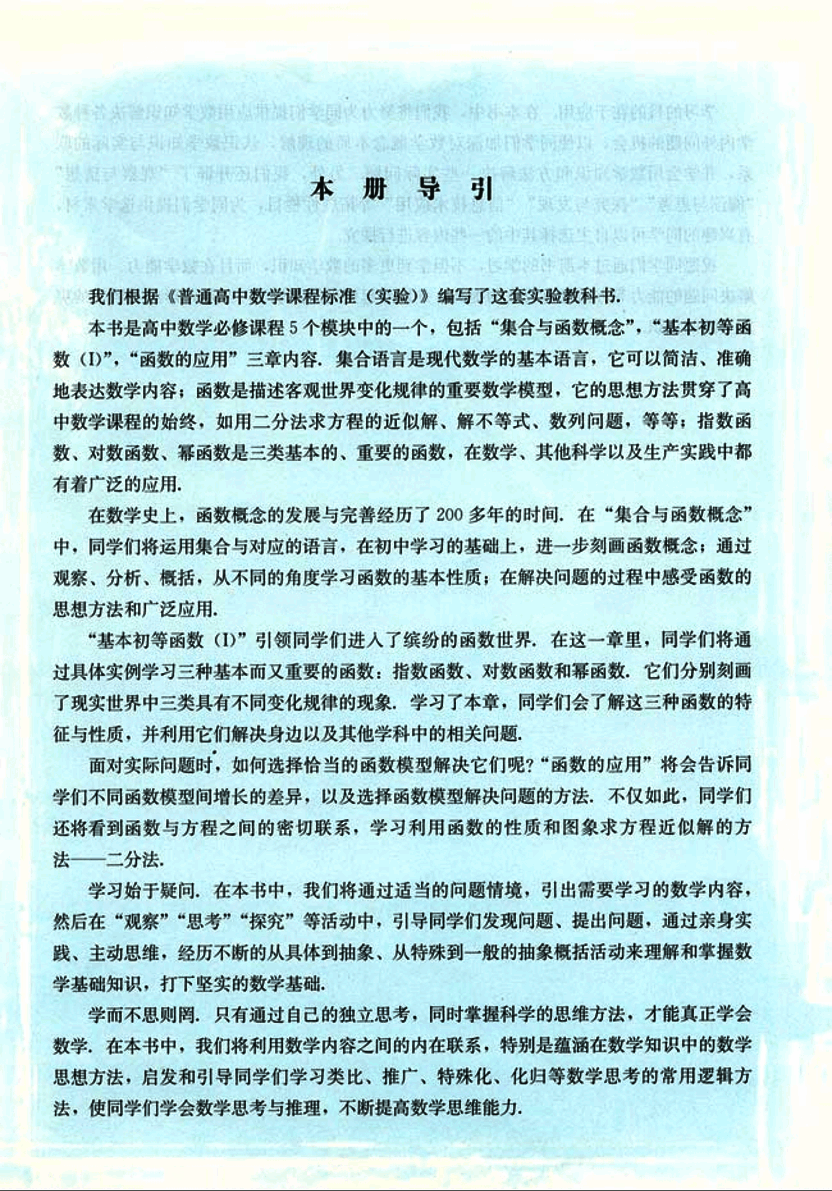 本册导引
我们根据《普通高中数学课程标准（实验）》编写了这套实验教科书.
本书是高中数学必修课程5个模块中的一个，包括“集合与函数概念”，“基本初等函
数（I）”，“函数的应用”三章内容. 集合语言是现代数学的基本语言，它可以简洁、准确
地表达数学内容；函数是描述客观世界变化规律的重要数学模型，它的思想方法贯穿了高
中数学课程的始终，如用二分法求方程的近似解、解不等式、数列问题，等等；指数函
数、对数函数、幂函数是三类基本的、重要的函数，在数学、其他科学以及生产实践中都
有着广泛的应用.
在数学史上，函数概念的发展与完善经历了200多年的时间. 在“集合与函数概念”
中，同学们将运用集合与对应的语言，在初中学习的基础上，进一步刻画函数概念；通过
观察、分析、概括，从不同的角度学习函数的基本性质；在解决问题的过程中感受函数的
思想方法和广泛应用.
“基本初等函数（I）”引领同学们进入了缤纷的函数世界. 在这一章里，同学们将通
过具体实例学习三种基本而又重要的函数：指数函数、对数函数和幂函数. 它们分别刻画
了现实世界中三类具有不同变化规律的现象. 学习了本章，同学们会了解这三种函数的特
征与性质，并利用它们解决身边以及其他学科中的相关问题.
面对实际问题时，如何选择恰当的函数模型解决它们呢?“函数的应用”将会告诉同
学们不同函数模型间增长的差异，以及选择函数模型解决问题的方法. 不仅如此，同学们
还将看到函数与方程之间的密切联系，学习利用函数的性质和图象求方程近似解的方
法——二分法.
学习始于疑问. 在本书中，我们将通过适当的问题情境，引出需要学习的数学内容，
然后在“观察”“思考”“探究”等活动中，引导同学们发现问题、提出问题，通过亲身实
践、主动思维，经历不断的从具体到抽象、从特殊到一般的抽象概括活动来理解和掌握数
学基础知识，打下坚实的数学基础.
学而不思则罔. 只有通过自己的独立思考，同时掌握科学的思维方法，才能真正学会
数学. 在本书中，我们将利用数学内容之间的内在联系，特别是蕴涵在数学知识中的数学
思想方法，启发和引导同学们学习类比、推广、特殊化、化归等数学思考的常用逻辑方
法，使同学们学会数学思考与推理，不断提高数学思维能力.